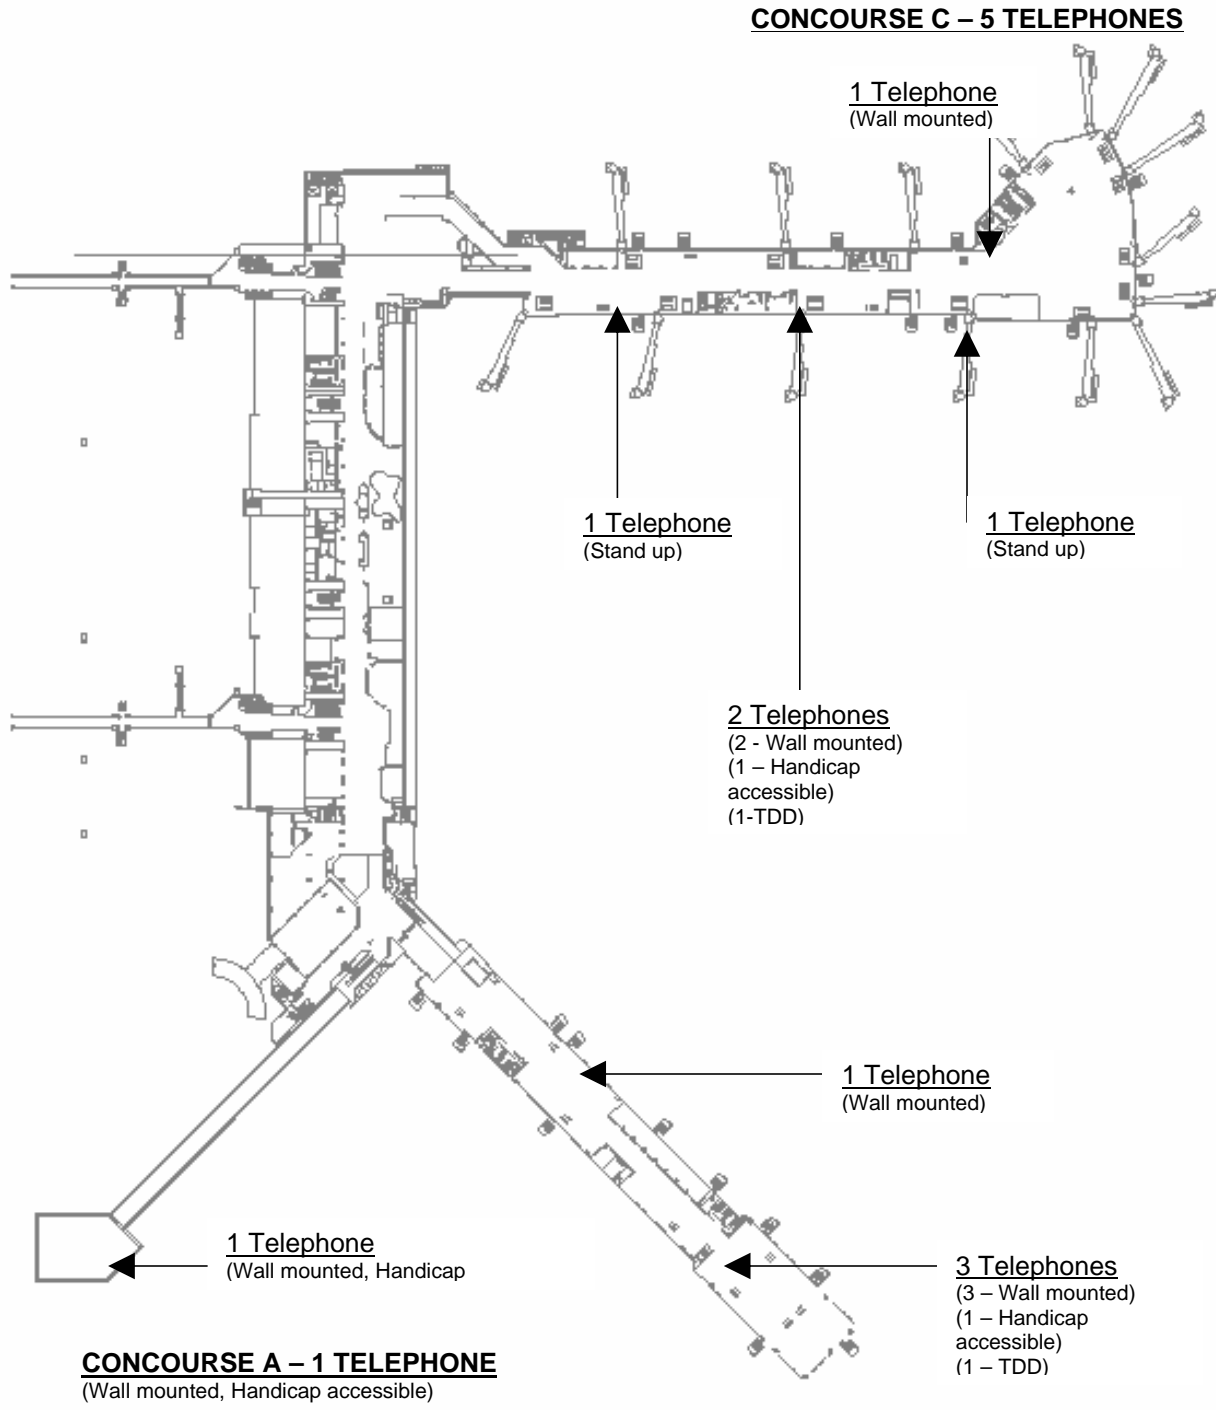 CONCOURSE C – 5 TELEPHONES
1 Telephone
(Wall mounted)
1 Telephone
(Stand up)
1 Telephone
(Stand up)
2 Telephones
(2 - Wall mounted)
(1 – Handicap
accessible)
(1-TDD)
1 Telephone
(Wall mounted)
1 Telephone
(Wall mounted, Handicap
3 Telephones
(3 – Wall mounted)
(1 – Handicap
accessible)
(1 – TDD)
CONCOURSE A – 1 TELEPHONE
(Wall mounted, Handicap accessible)